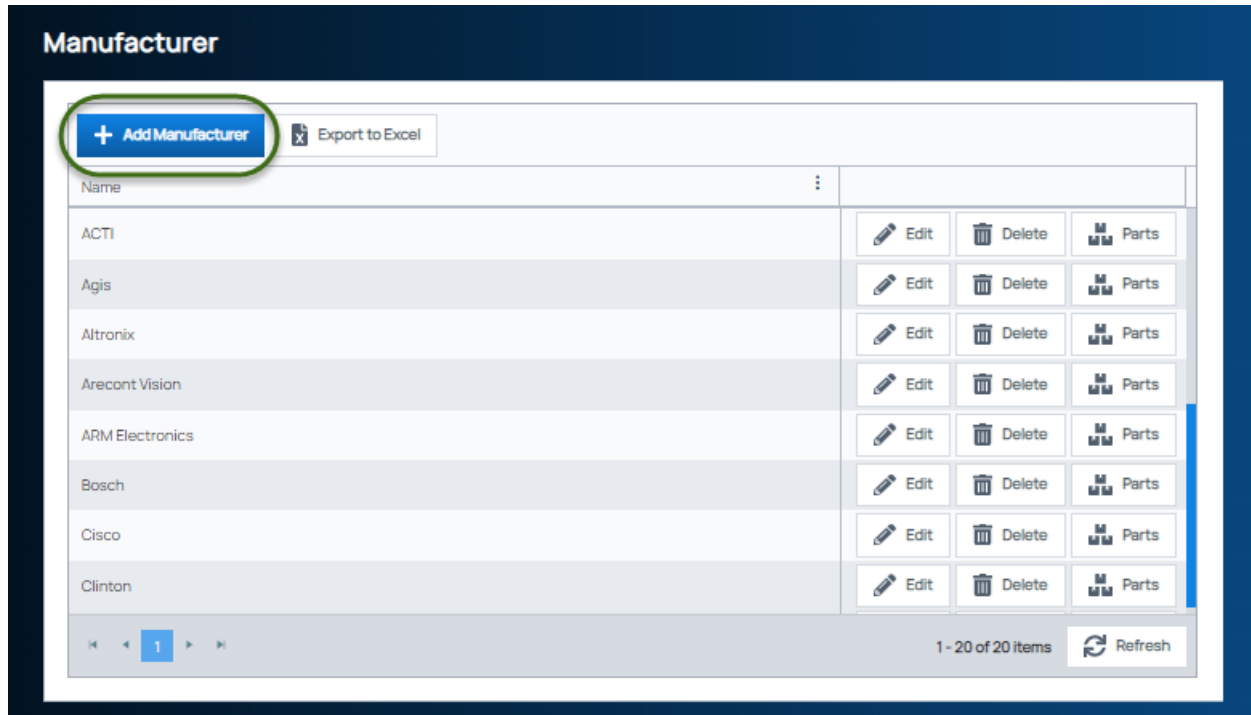 Manufacturer
Add Manufacturer Export to Excel
Name
ACTI Edit Delete Parts
Agis Edit Delete Parts
Altronix Edit Delete Parts
Arecont Vision Edit Delete Parts
ARM Electronics Edit Delete Parts
Bosch Edit Delete Parts
Cisco Edit Delete Parts
Clinton Edit Delete Parts
1 1 - 20 of 20 items Refresh